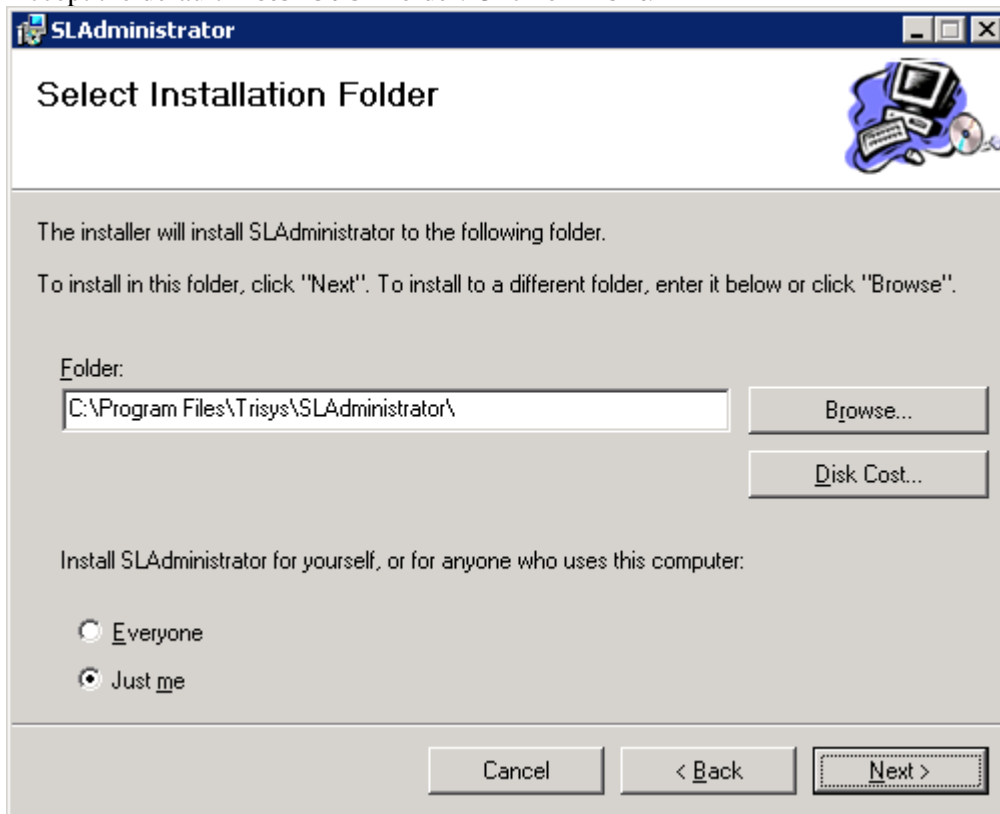 SLAdministrator
Select Installation Folder
The installer will install SLAdministrator to the following folder.
To install in this folder, click "Next". To install to a different folder, enter it below or click "Browse".
Folder:
C:\Program Files\Trisys\SLAdministrator\
Browse...
Disk Cost...
Install SLAdministrator for yourself, or for anyone who uses this computer:
Everyone
Just me
Cancel
< Back
Next >